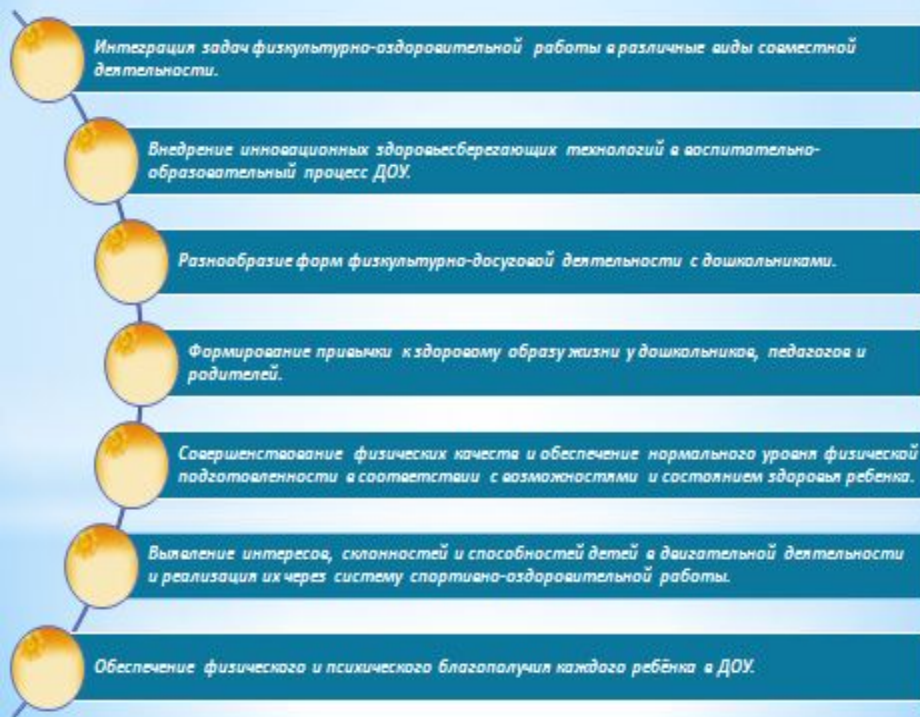 Интеграция задач физкультурно-оздоровительной работы в различные виды совместной
деятельности.
Внедрение инновационных здоровьесберегающих технологий в воспитательно-
образовательный процесс ДОУ.
Разнообразие форм физкультурно-досуговой деятельности с дошкольниками.
Формирование привычки к здоровому образу жизни у дошкольников, педагогов и
родителей.
Совершенствование физических качеств и обеспечение нормального уровня физической
подготовленности в соответствии с возможностями и состоянием здоровья ребенка.
Выявление интересов, склонностей и способностей детей в двигательной деятельности
и реализация их через систему спортивно-оздоровительной работы.
Обеспечение физического и психического благополучия каждого ребёнка в ДОУ.